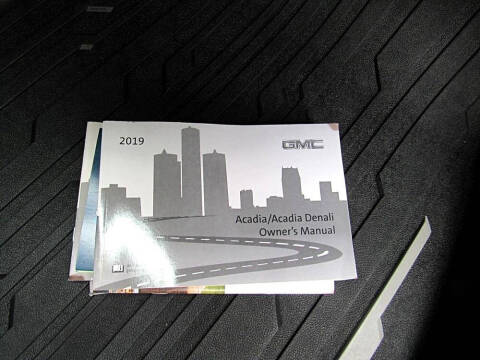 2019
GMC
Acadia/Acadia Denali
Owner's Manual